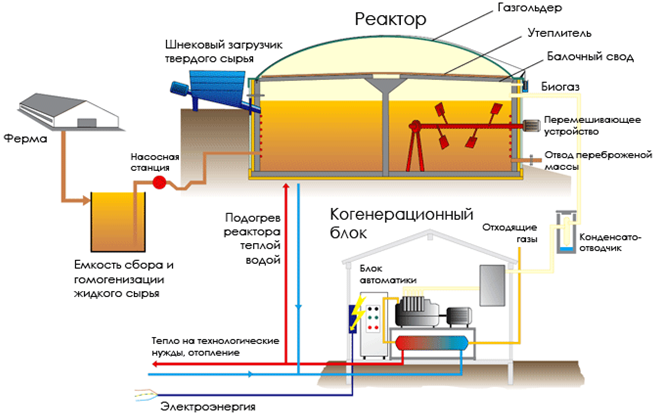 Реактор
Газгольдер
Утеплитель
Балочный свод
Шнековый загрузчик
твердого сырья
Биогаз
Ферма
Насосная
станция
Перемешивающее
устройство
Отвод переброженой
массы
Подогрев
реактора
теплой
водой
Когенерационный
блок
Отходящие
газы
Конденсато-
отводчик
Емкость сбора и
гомогенизации
жидкого сырья
Блок
автоматики
Тепло на технологические
нужды, отопление
Электроэнергия